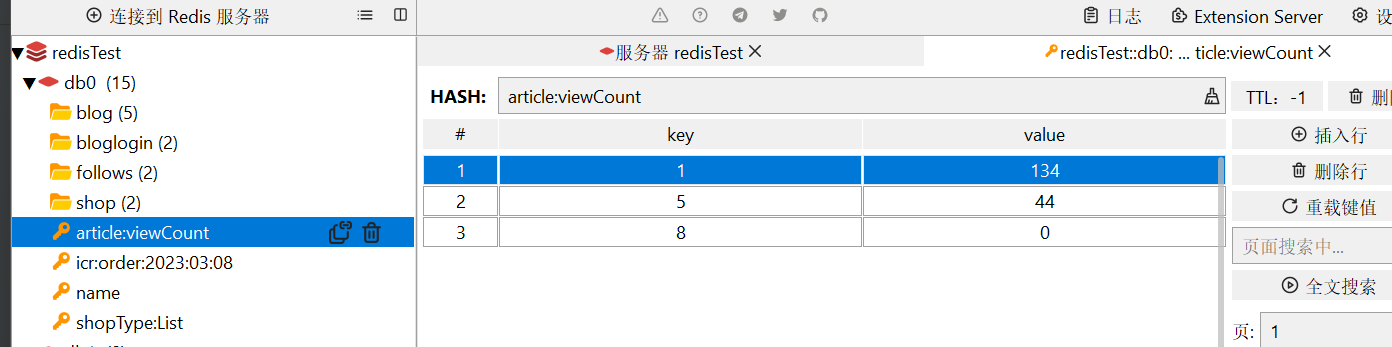 连接到 Redis 服务器
日志
Extension Server
redisTest
服务器 redisTest
redisTest::db0: ... ticle:viewCount
db0 (15)
blog (5)
bloglogin (2)
follows (2)
shop (2)
article:viewCount
icr:order:2023:03:08
name
shopType:List
HASH:
article:viewCount
TTL: -1
# key value
1 1 134
2 5 44
3 8 0
插入行
删除行
重载键值
页面搜索中...
全文搜索
页: 1